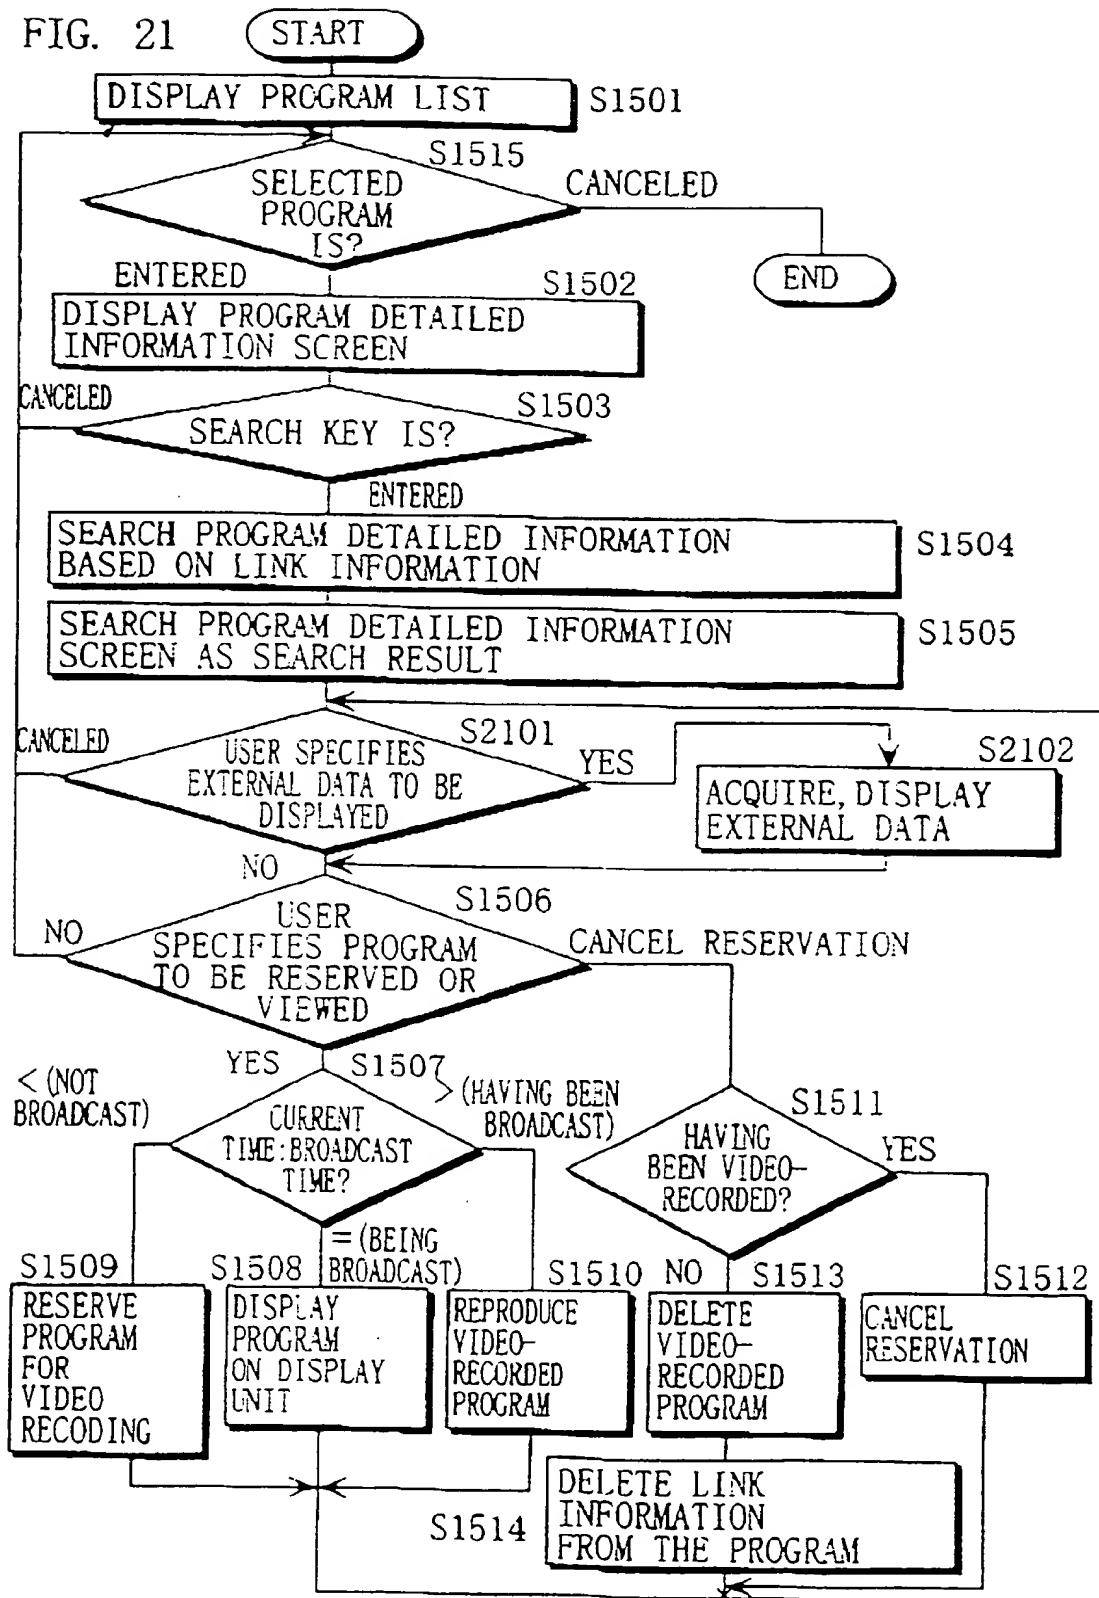 FIG. 21
START
DISPLAY PROGRAM LIST
S1501
S1515
SELECTED
PROGRAM
IS?
CANCELED
END
ENTERED
S1502
DISPLAY PROGRAM DETAILED
INFORMATION SCREEN
CANCELED
S1503
SEARCH KEY IS?
ENTERED
SEARCH PROGRAM DETAILED INFORMATION
BASED ON LINK INFORMATION
S1504
SEARCH PROGRAM DETAILED INFORMATION
SCREEN AS SEARCH RESULT
S1505
CANCELED
S2101
USER SPECIFIES
EXTERNAL DATA TO BE
DISPLAYED
YES
S2102
ACQUIRE, DISPLAY
EXTERNAL DATA
NO
S1506
NO
USER
SPECIFIES PROGRAM
TO BE RESERVED OR
VIEWED
CANCEL RESERVATION
YES
S1507
< (NOT
BROADCAST)
> (HAVING BEEN
BROADCAST)
CURRENT
TIME:BROADCAST
TIME?
= (BEING
BROADCAST)
S1511
HAVING
BEEN VIDEO-
RECORDED?
YES
NO
S1509
RESERVE
PROGRAM
FOR
VIDEO
RECODING
S1508
DISPLAY
PROGRAM
ON DISPLAY
UNIT
S1510
REPRODUCE
VIDEO-
RECORDED
PROGRAM
S1513
DELETE
VIDEO-
RECORDED
PROGRAM
S1512
CANCEL
RESERVATION
S1514
DELETE LINK
INFORMATION
FROM THE PROGRAM